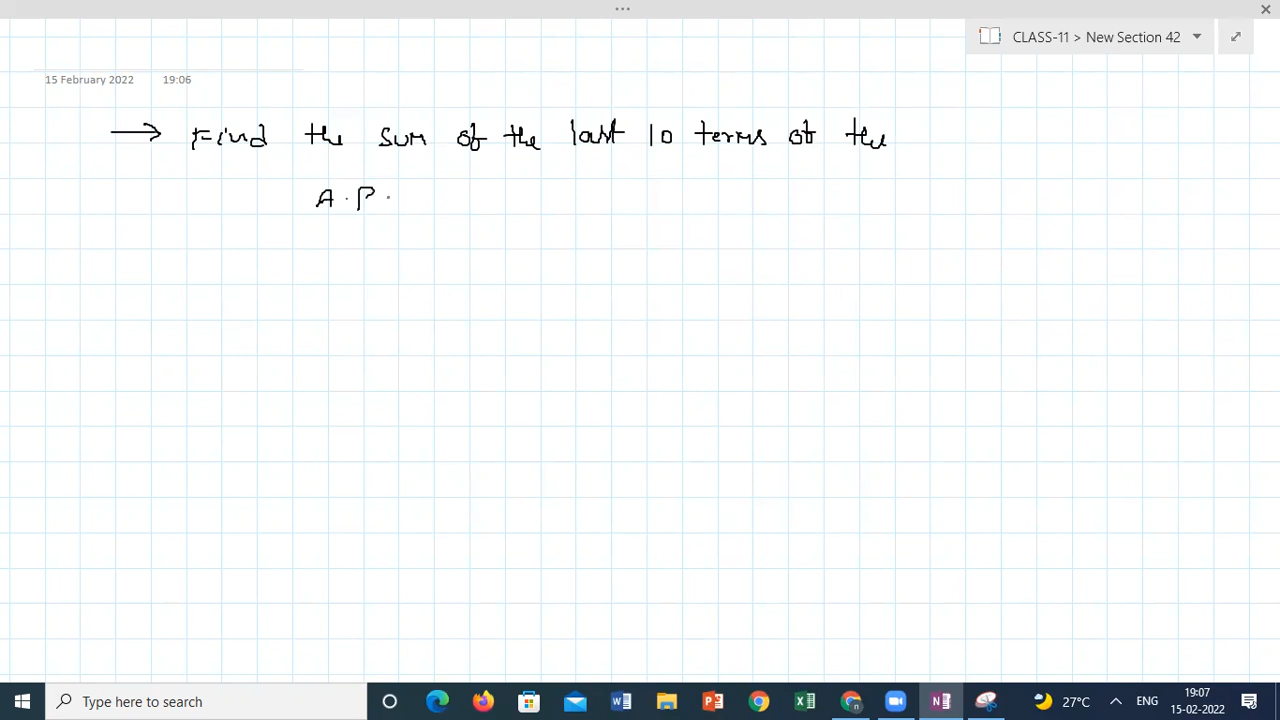 CLASS-11 > New Section 42
15 February 2022 19:06
→ Find the sum of the last 10 terms of the
A.P.
Type here to search
27°C ENG 19:07
15-02-2022